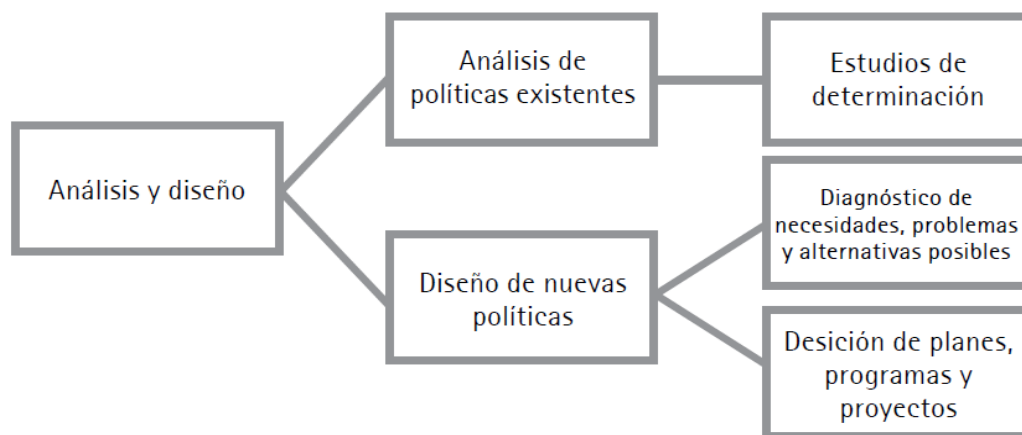 Análisis y diseño
Análisis de
políticas existentes
Estudios de
determinación
Diseño de nuevas
políticas
Diagnóstico de
necesidades, problemas
y alternativas posibles
Desición de planes,
programas y
proyectos